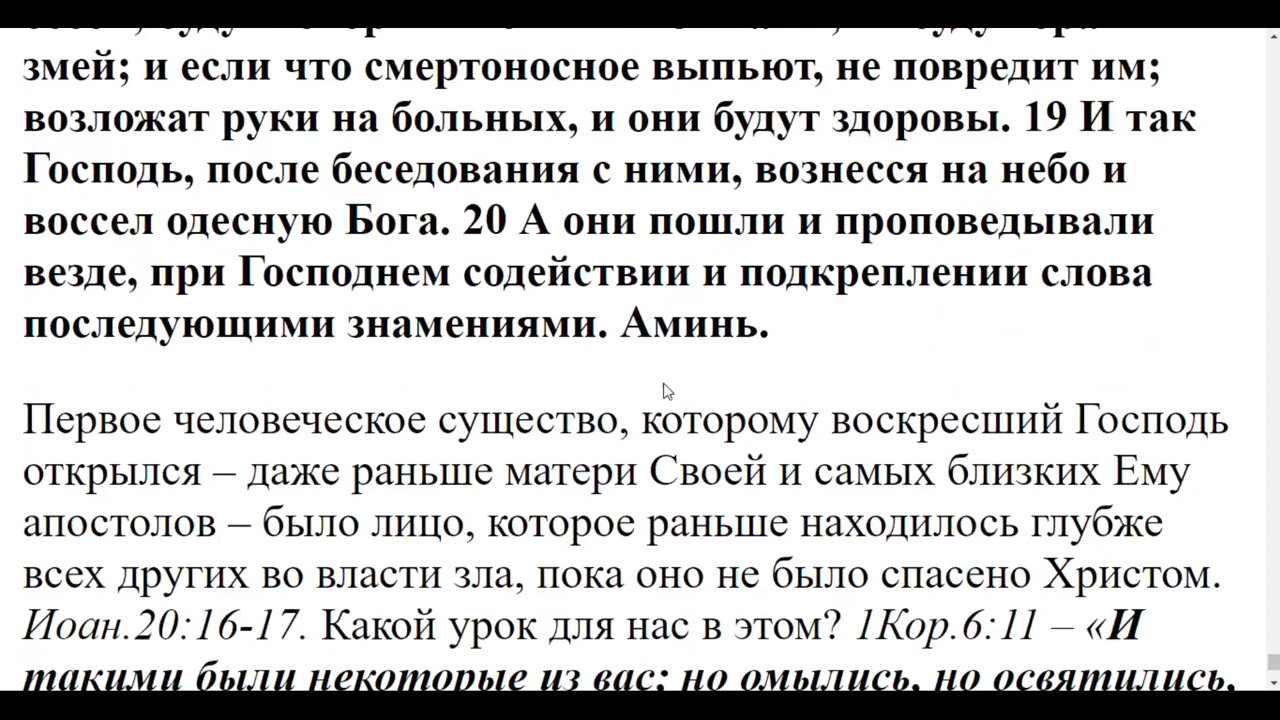 змей; и если что смертоносное выпьют, не повредит им;
возложат руки на больных, и они будут здоровы. 19 И так
Господь, после беседования с ними, вознесся на небо и
воссел одесную Бога. 20 А они пошли и проповедывали
везде, при Господнем содействии и подкреплении слова
последующими знамениями. Аминь.
Первое человеческое существо, которому воскресший Господь
открылся – даже раньше матери Своей и самых близких Ему
апостолов – было лицо, которое раньше находилось глубже
всех других во власти зла, пока оно не было спасено Христом.
Иоан.20:16-17. Какой урок для нас в этом? 1Кор.6:11 – «И
такими были некоторые из вас; но омылись, но освятились,